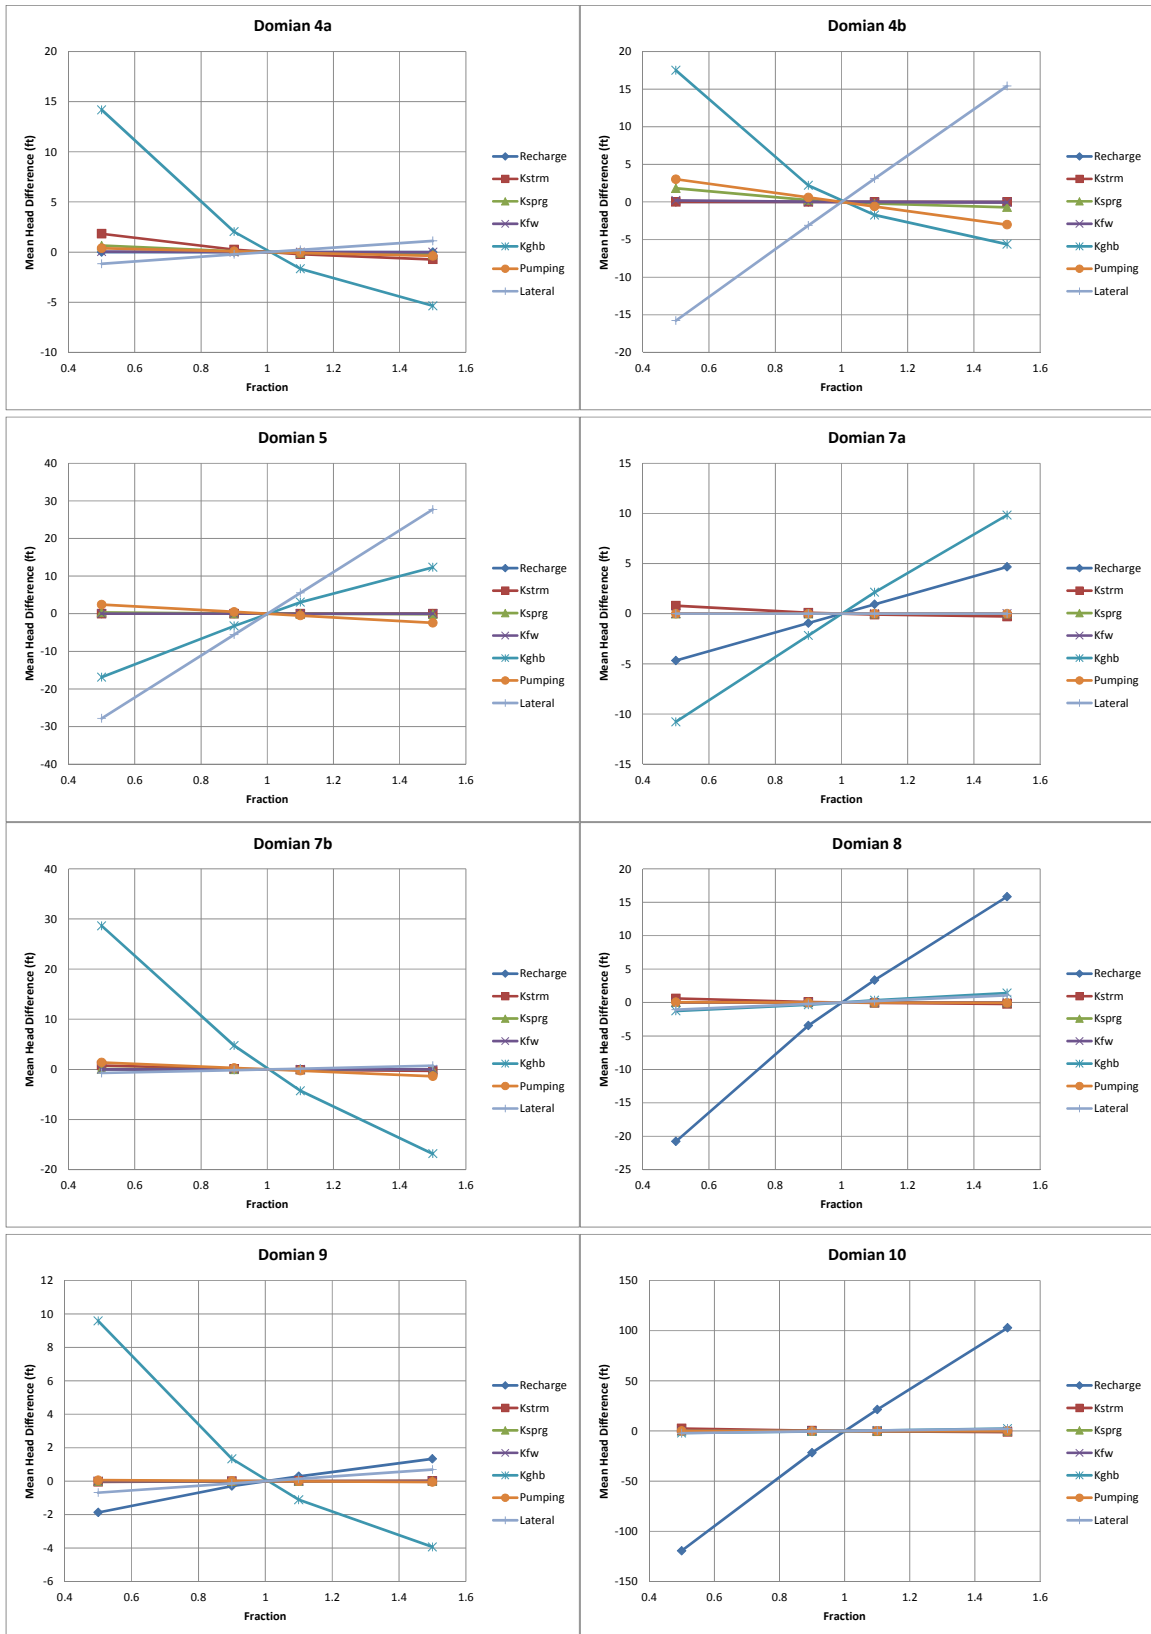 Domian 4a
20
15
10
5
0
-5
-10
0.4 0.6 0.8 1 1.2 1.4 1.6
Mean Head Difference (ft)
Fraction
Recharge
Kstrm
Ksprg
Kfw
Kghb
Pumping
Lateral
Domian 4b
20
15
10
5
0
-5
-10
-15
-20
0.4 0.6 0.8 1 1.2 1.4 1.6
Mean Head Difference (ft)
Fraction
Recharge
Kstrm
Ksprg
Kfw
Kghb
Pumping
Lateral
Domian 5
40
30
20
10
0
-10
-20
-30
-40
0.4 0.6 0.8 1 1.2 1.4 1.6
Mean Head Difference (ft)
Fraction
Recharge
Kstrm
Ksprg
Kfw
Kghb
Pumping
Lateral
Domian 7a
15
10
5
0
-5
-10
-15
0.4 0.6 0.8 1 1.2 1.4 1.6
Mean Head Difference (ft)
Fraction
Recharge
Kstrm
Ksprg
Kfw
Kghb
Pumping
Lateral
Domian 7b
40
30
20
10
0
-10
-20
0.4 0.6 0.8 1 1.2 1.4 1.6
Mean Head Difference (ft)
Fraction
Recharge
Kstrm
Ksprg
Kfw
Kghb
Pumping
Lateral
Domian 8
20
15
10
5
0
-5
-10
-15
-20
-25
0.4 0.6 0.8 1 1.2 1.4 1.6
Mean Head Difference (ft)
Fraction
Recharge
Kstrm
Ksprg
Kfw
Kghb
Pumping
Lateral
Domian 9
12
10
8
6
4
2
0
-2
-4
-6
0.4 0.6 0.8 1 1.2 1.4 1.6
Mean Head Difference (ft)
Fraction
Recharge
Kstrm
Ksprg
Kfw
Kghb
Pumping
Lateral
Domian 10
150
100
50
0
-50
-100
-150
0.4 0.6 0.8 1 1.2 1.4 1.6
Mean Head Difference (ft)
Fraction
Recharge
Kstrm
Ksprg
Kfw
Kghb
Pumping
Lateral